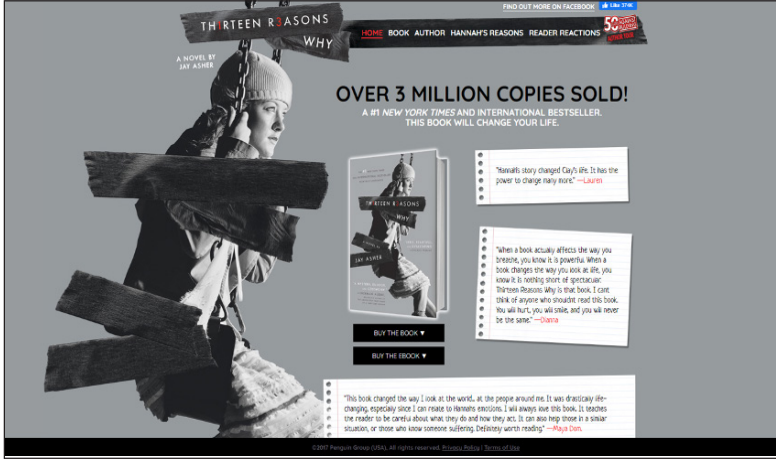 FIND OUT MORE ON FACEBOOK
Like 374K
TH1RTEEN R3ASONS
WHY
HOME BOOK AUTHOR HANNAH'S REASONS READER REACTIONS
A NOVEL BY
JAY ASHER
OVER 3 MILLION COPIES SOLD!
A #1 NEW YORK TIMES AND INTERNATIONAL BESTSELLER.
THIS BOOK WILL CHANGE YOUR LIFE.
TH1RTEEN R3ASONS
WHY
JAY ASHER
"Hannah's story changed Clay's life. It has the
power to change many more." —Lauren
"When a book actually affects the way you
breathe, you know it is powerful. When a
book changes the way you look at life, you
know it is nothing short of spectacular.
Thirteen Reasons Why is that book. I can't
think of anyone who shouldn't read this book.
You will hurt, you will smile, and you will never
be the same." —Dianna
BUY THE BOOK ▼
BUY THE EBOOK ▼
"This book changed the way I look at the world... at the people around me. It was drastically life-
changing, especially since I can relate to Hannahs emotions. I will always love this book. It teaches
the reader to be careful about what they do and how they act. It can also help those in a similar
situation, or those who know someone suffering. Definitely worth reading." —Maya Dan.
©2017 Penguin Group (USA). All rights reserved. Privacy Policy | Terms of Use